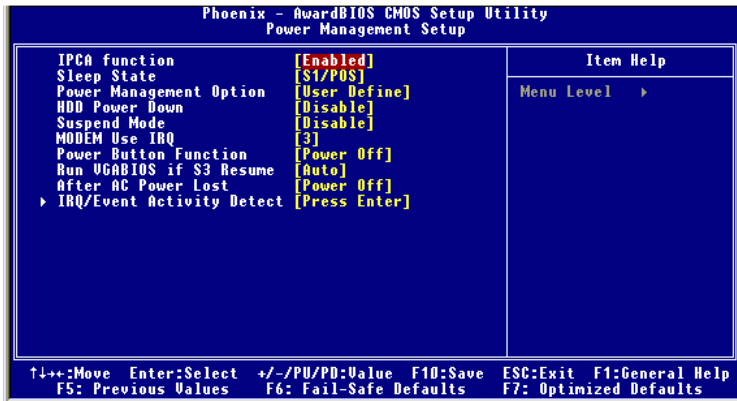 Phoenix - AwardBIOS CMOS Setup Utility
Power Management Setup
IPCA function [Enabled]
Sleep State [S1/POS]
Power Management Option [User Define]
HDD Power Down [Disable]
Suspend Mode [Disable]
MODEM Use IRQ [3]
Power Button Function [Power Off]
Run VGABIOS if S3 Resume [Auto]
After AC Power Lost [Power Off]
▸ IRQ/Event Activity Detect [Press Enter]
Item Help
Menu Level ▸
↑↓→←:Move Enter:Select +/-/PU/PD:Value F10:Save ESC:Exit F1:General Help
F5: Previous Values F6: Fail-Safe Defaults F7: Optimized Defaults